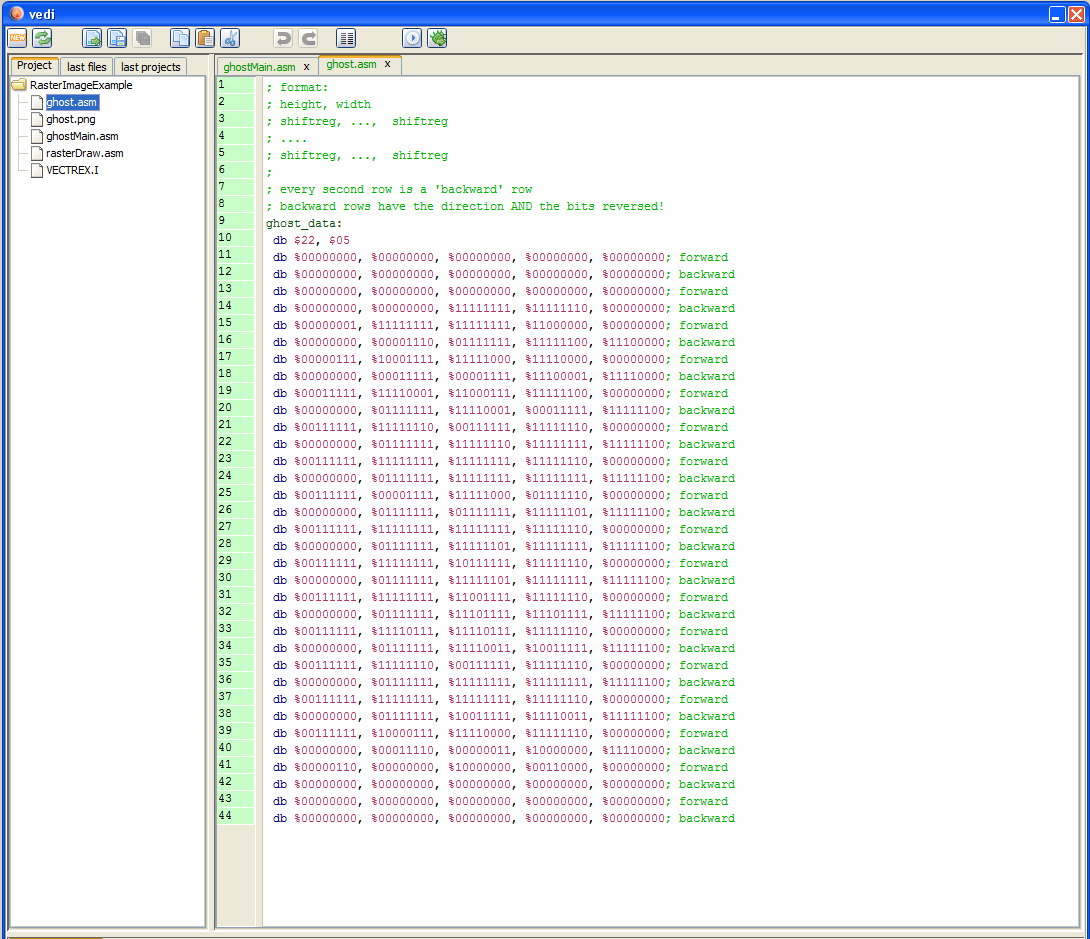 vedi
NEW
Project
last files
last projects
RasterImageExample
ghost.asm
ghost.png
ghostMain.asm
rasterDraw.asm
VECTREX.I
ghostMain.asm x
ghost.asm x
1 ; format:
2 ; height, width
3 ; shiftreg, ..., shiftreg
4 ; ....
5 ; shiftreg, ..., shiftreg
6 ;
7 ; every second row is a 'backward' row
8 ; backward rows have the direction AND the bits reversed!
9 ghost_data:
10 db $22, $05
11 db %00000000, %00000000, %00000000, %00000000, %00000000; forward
12 db %00000000, %00000000, %00000000, %00000000, %00000000; backward
13 db %00000000, %00000000, %00000000, %00000000, %00000000; forward
14 db %00000000, %00000000, %11111111, %11111110, %00000000; backward
15 db %00000001, %11111111, %11111111, %11000000, %00000000; forward
16 db %00000000, %00001110, %01111111, %11111100, %11100000; backward
17 db %00000111, %10001111, %11111000, %11110000, %00000000; forward
18 db %00000000, %00011111, %00001111, %11100001, %11110000; backward
19 db %00011111, %11110001, %11000111, %11111100, %00000000; forward
20 db %00000000, %01111111, %11110001, %00011111, %11111100; backward
21 db %00111111, %11111110, %00111111, %11111110, %00000000; forward
22 db %00000000, %01111111, %11111110, %11111111, %11111100; backward
23 db %00111111, %11111111, %11111111, %11111110, %00000000; forward
24 db %00000000, %01111111, %11111111, %11111111, %11111100; backward
25 db %00111111, %00001111, %11111000, %01111110, %00000000; forward
26 db %00000000, %01111111, %01111111, %11111101, %11111100; backward
27 db %00111111, %11111111, %11111111, %11111110, %00000000; forward
28 db %00000000, %01111111, %11111101, %11111111, %11111100; backward
29 db %00111111, %11111111, %10111111, %11111110, %00000000; forward
30 db %00000000, %01111111, %11111101, %11111111, %11111100; backward
31 db %00111111, %11111111, %11001111, %11111110, %00000000; forward
32 db %00000000, %01111111, %11101111, %11101111, %11111100; backward
33 db %00111111, %11110111, %11110111, %11111110, %00000000; forward
34 db %00000000, %01111111, %11110011, %10011111, %11111100; backward
35 db %00111111, %11111110, %00111111, %11111110, %00000000; forward
36 db %00000000, %01111111, %11111111, %11111111, %11111100; backward
37 db %00111111, %11111111, %11111111, %11111110, %00000000; forward
38 db %00000000, %01111111, %10011111, %11110011, %11111100; backward
39 db %00111111, %10000111, %11110000, %11111110, %00000000; forward
40 db %00000000, %00011110, %00000011, %10000000, %11110000; backward
41 db %00000110, %00000000, %10000000, %00110000, %00000000; forward
42 db %00000000, %00000000, %00000000, %00000000, %00000000; backward
43 db %00000000, %00000000, %00000000, %00000000, %00000000; forward
44 db %00000000, %00000000, %00000000, %00000000, %00000000; backward